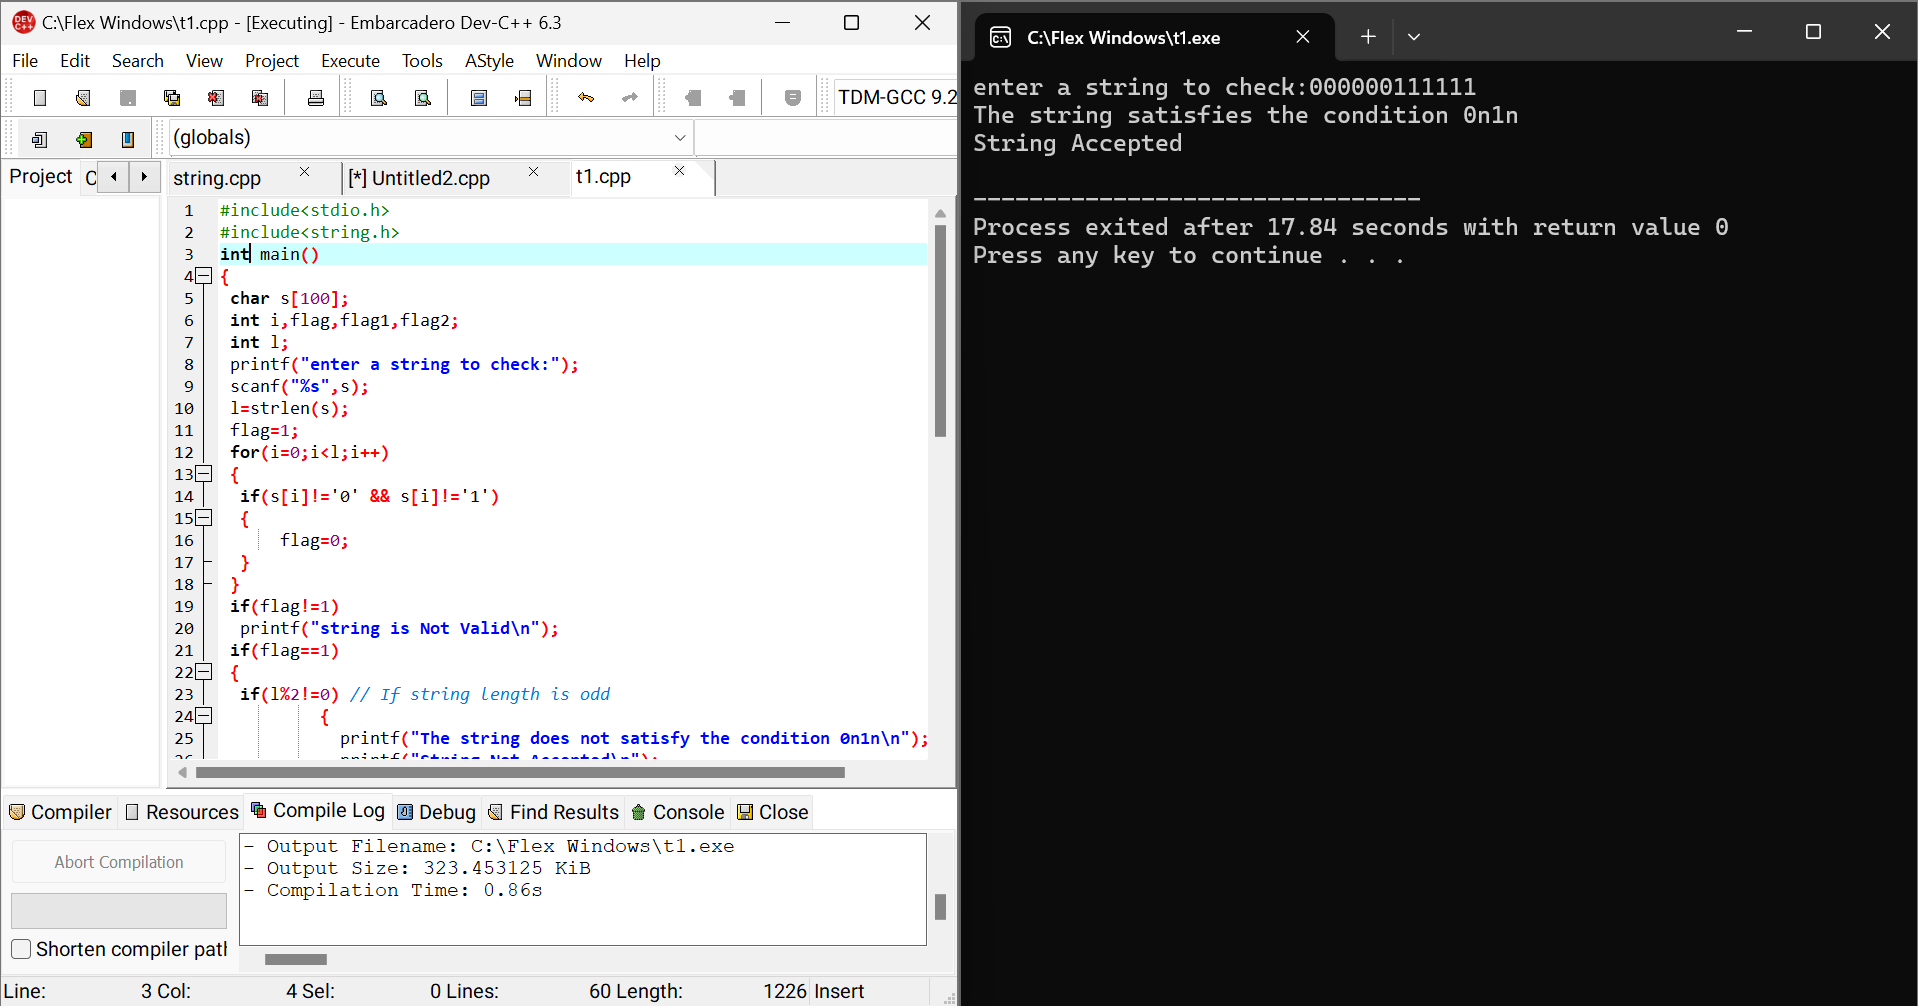 C:\Flex Windows\t1.cpp - [Executing] - Embarcadero Dev-C++ 6.3
File Edit Search View Project Execute Tools AStyle Window Help
TDM-GCC 9.2
(globals)
Project
string.cpp [*] Untitled2.cpp t1.cpp
1 #include<stdio.h>
2 #include<string.h>
3 int main()
4 {
5 char s[100];
6 int i,flag,flag1,flag2;
7 int l;
8 printf("enter a string to check:");
9 scanf("%s",s);
10 l=strlen(s);
11 flag=1;
12 for(i=0;i<l;i++)
13 {
14 if(s[i]!='0' && s[i]!='1')
15 {
16 flag=0;
17 }
18 }
19 if(flag!=1)
20 printf("string is Not Valid\n");
21 if(flag==1)
22 {
23 if(l%2!=0) // If string length is odd
24 {
25 printf("The string does not satisfy the condition 0n1n\n");
26 printf("String Not Accepted\n");
Compiler Resources Compile Log Debug Find Results Console Close
Abort Compilation
Shorten compiler path
- Output Filename: C:\Flex Windows\t1.exe
- Output Size: 323.453125 KiB
- Compilation Time: 0.86s
Line: 3 Col: 4 Sel: 0 Lines: 60 Length: 1226 Insert
C:\Flex Windows\t1.exe
enter a string to check:000000111111
The string satisfies the condition 0n1n
String Accepted
--------------------------------
Process exited after 17.84 seconds with return value 0
Press any key to continue . . .